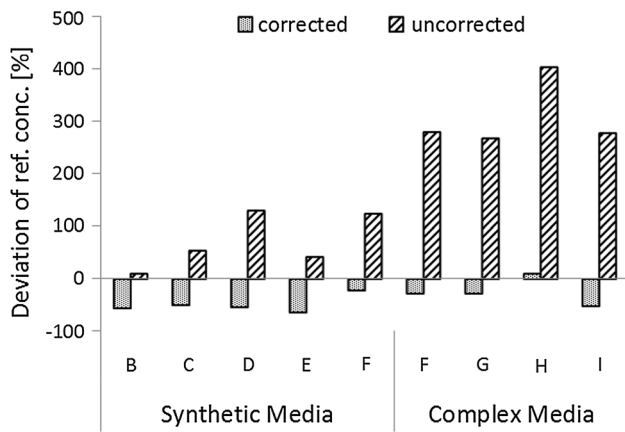 corrected uncorrected
Deviation of ref. conc. [%]
500
400
300
200
100
0
-100
B C D E F F G H I
Synthetic Media Complex Media